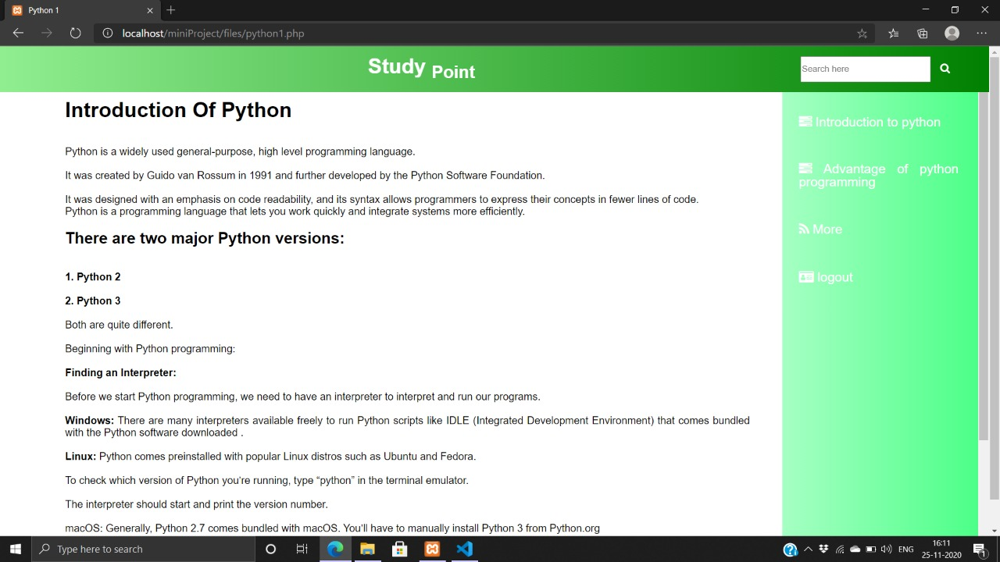 Python 1
localhost/miniProject/files/python1.php
Study Point
Search here
Introduction Of Python
Python is a widely used general-purpose, high level programming language.
It was created by Guido van Rossum in 1991 and further developed by the Python Software Foundation.
It was designed with an emphasis on code readability, and its syntax allows programmers to express their concepts in fewer lines of code.
Python is a programming language that lets you work quickly and integrate systems more efficiently.
There are two major Python versions:
1. Python 2
2. Python 3
Both are quite different.
Beginning with Python programming:
Finding an Interpreter:
Before we start Python programming, we need to have an interpreter to interpret and run our programs.
Windows: There are many interpreters available freely to run Python scripts like IDLE (Integrated Development Environment) that comes bundled
with the Python software downloaded .
Linux: Python comes preinstalled with popular Linux distros such as Ubuntu and Fedora.
To check which version of Python you’re running, type “python” in the terminal emulator.
The interpreter should start and print the version number.
macOS: Generally, Python 2.7 comes bundled with macOS. You’ll have to manually install Python 3 from Python.org
Introduction to python
Advantage of python
programming
More
logout
Type here to search
ENG
16:11
25-11-2020
1